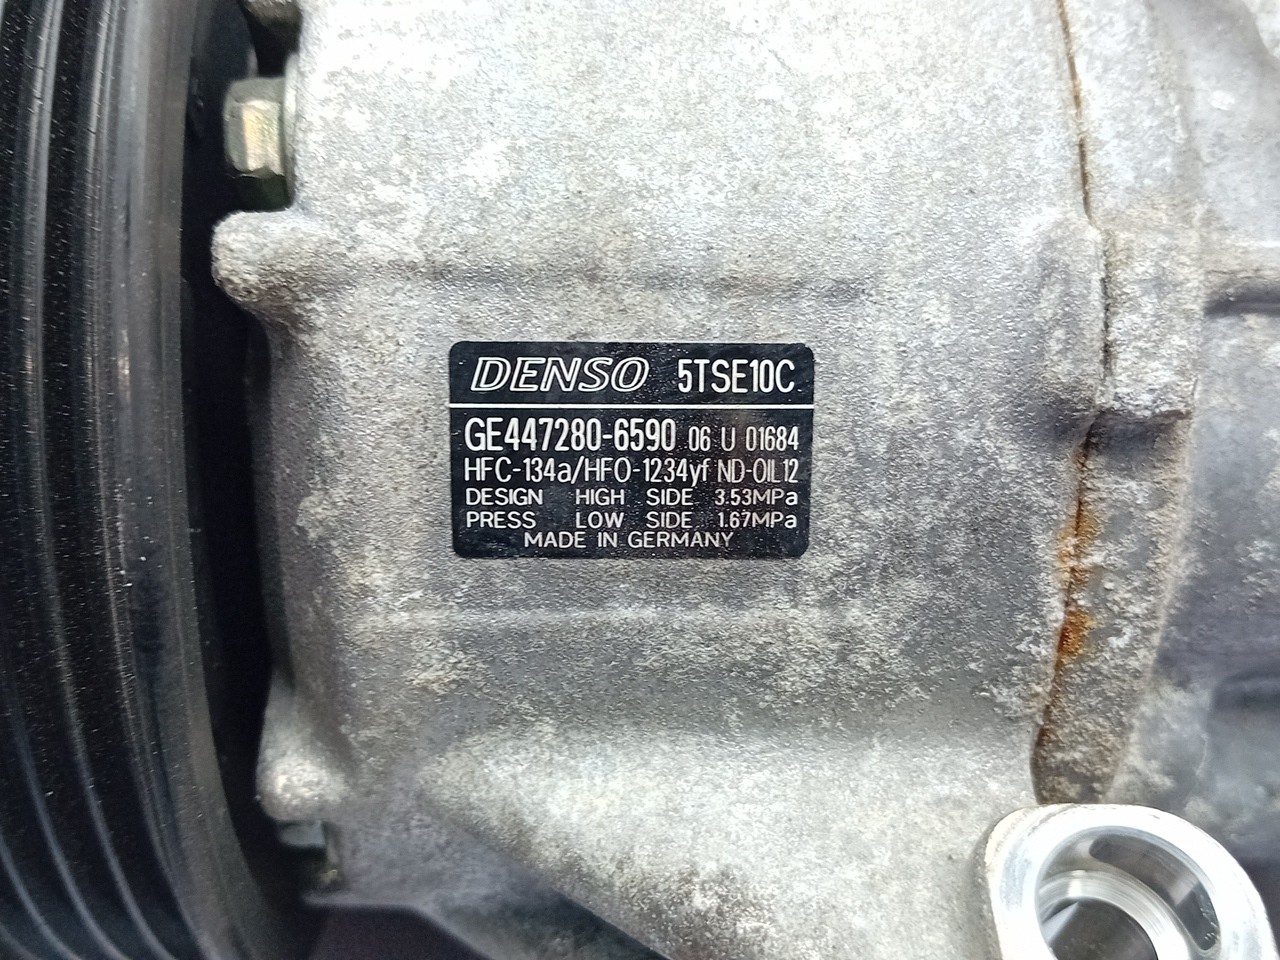 DENSO 5TSE10C
GE447280-6590 06 U 01684
HFC-134a/HFO-1234yf ND-OIL12
DESIGN HIGH SIDE 3.53MPa
PRESS LOW SIDE 1.67MPa
MADE IN GERMANY